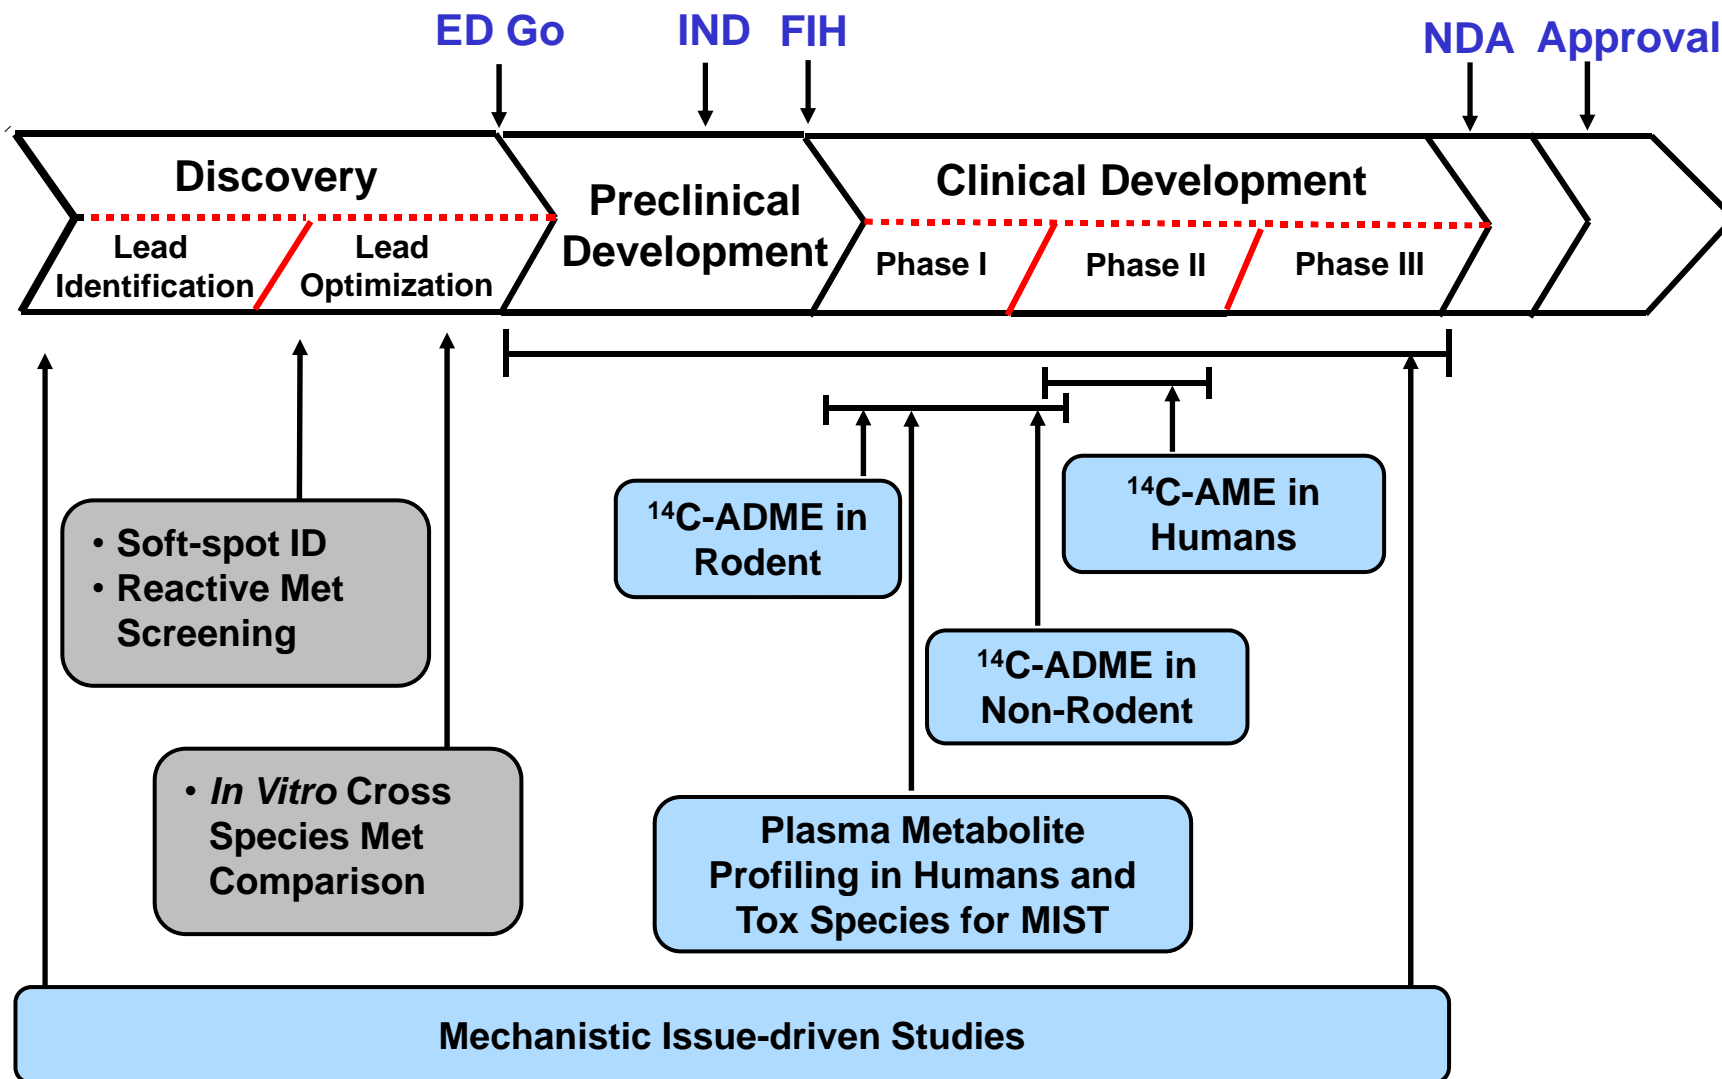 ED Go IND FIH NDA Approval
Discovery
Preclinical
Development
Clinical Development
Lead
Identification
Lead
Optimization
Phase I Phase II Phase III
• Soft-spot ID
• Reactive Met
Screening
14C-ADME in
Rodent
14C-AME in
Humans
14C-ADME in
Non-Rodent
• In Vitro Cross
Species Met
Comparison
Plasma Metabolite
Profiling in Humans and
Tox Species for MIST
Mechanistic Issue-driven Studies